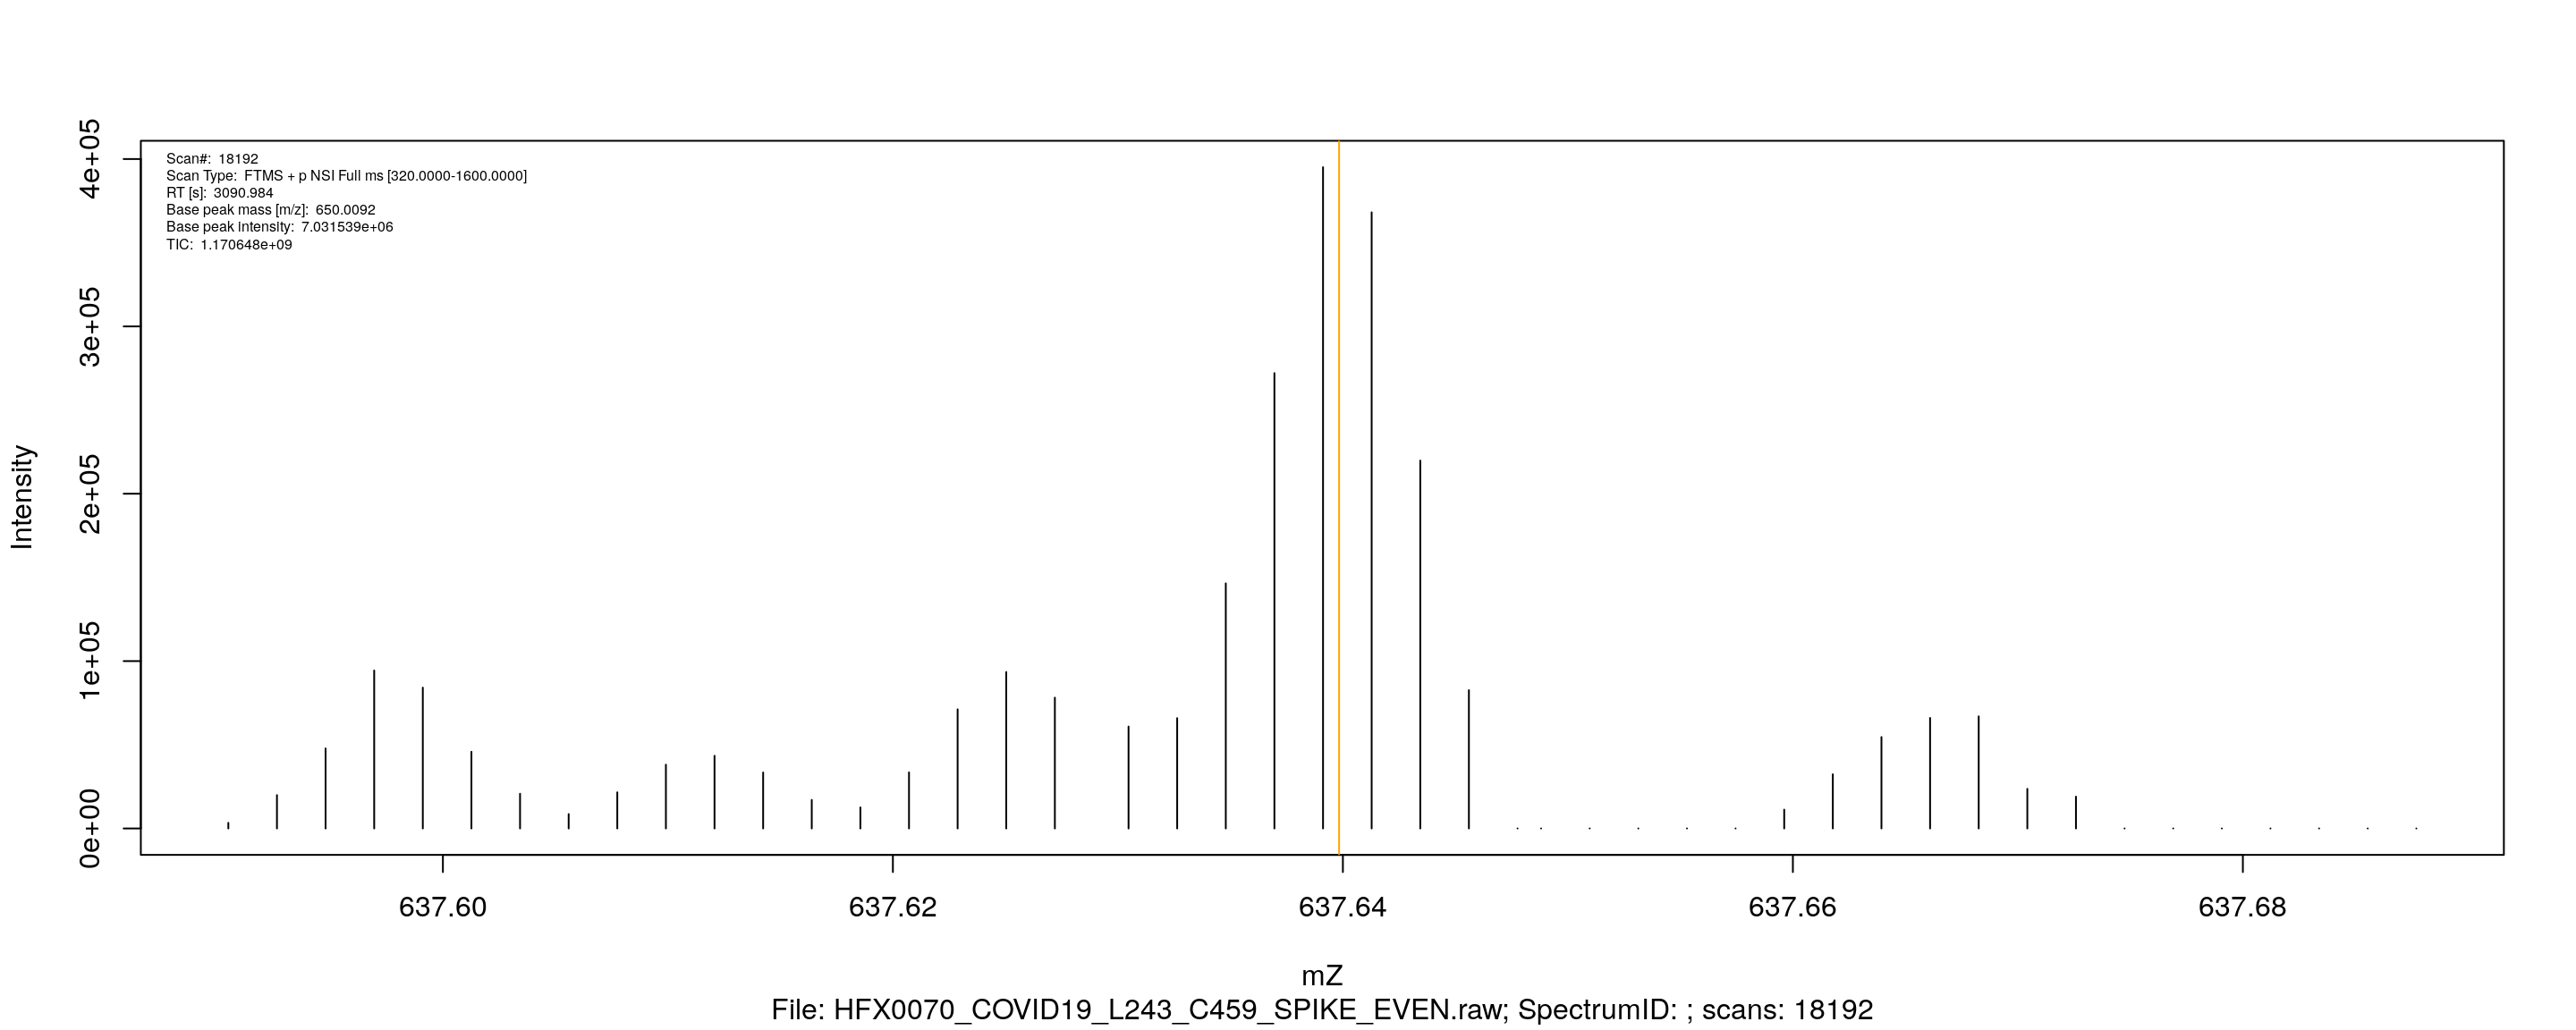 Scan#: 18192
Scan Type: FTMS + p NSI Full ms [320.0000-1600.0000]
RT [s]: 3090.984
Base peak mass [m/z]: 650.0092
Base peak intensity: 7.031539e+06
TIC: 1.170648e+09
4e+05
3e+05
2e+05
1e+05
0e+00
Intensity
637.60 637.62 637.64 637.66 637.68
mZ
File: HFX0070_COVID19_L243_C459_SPIKE_EVEN.raw; SpectrumID: ; scans: 18192